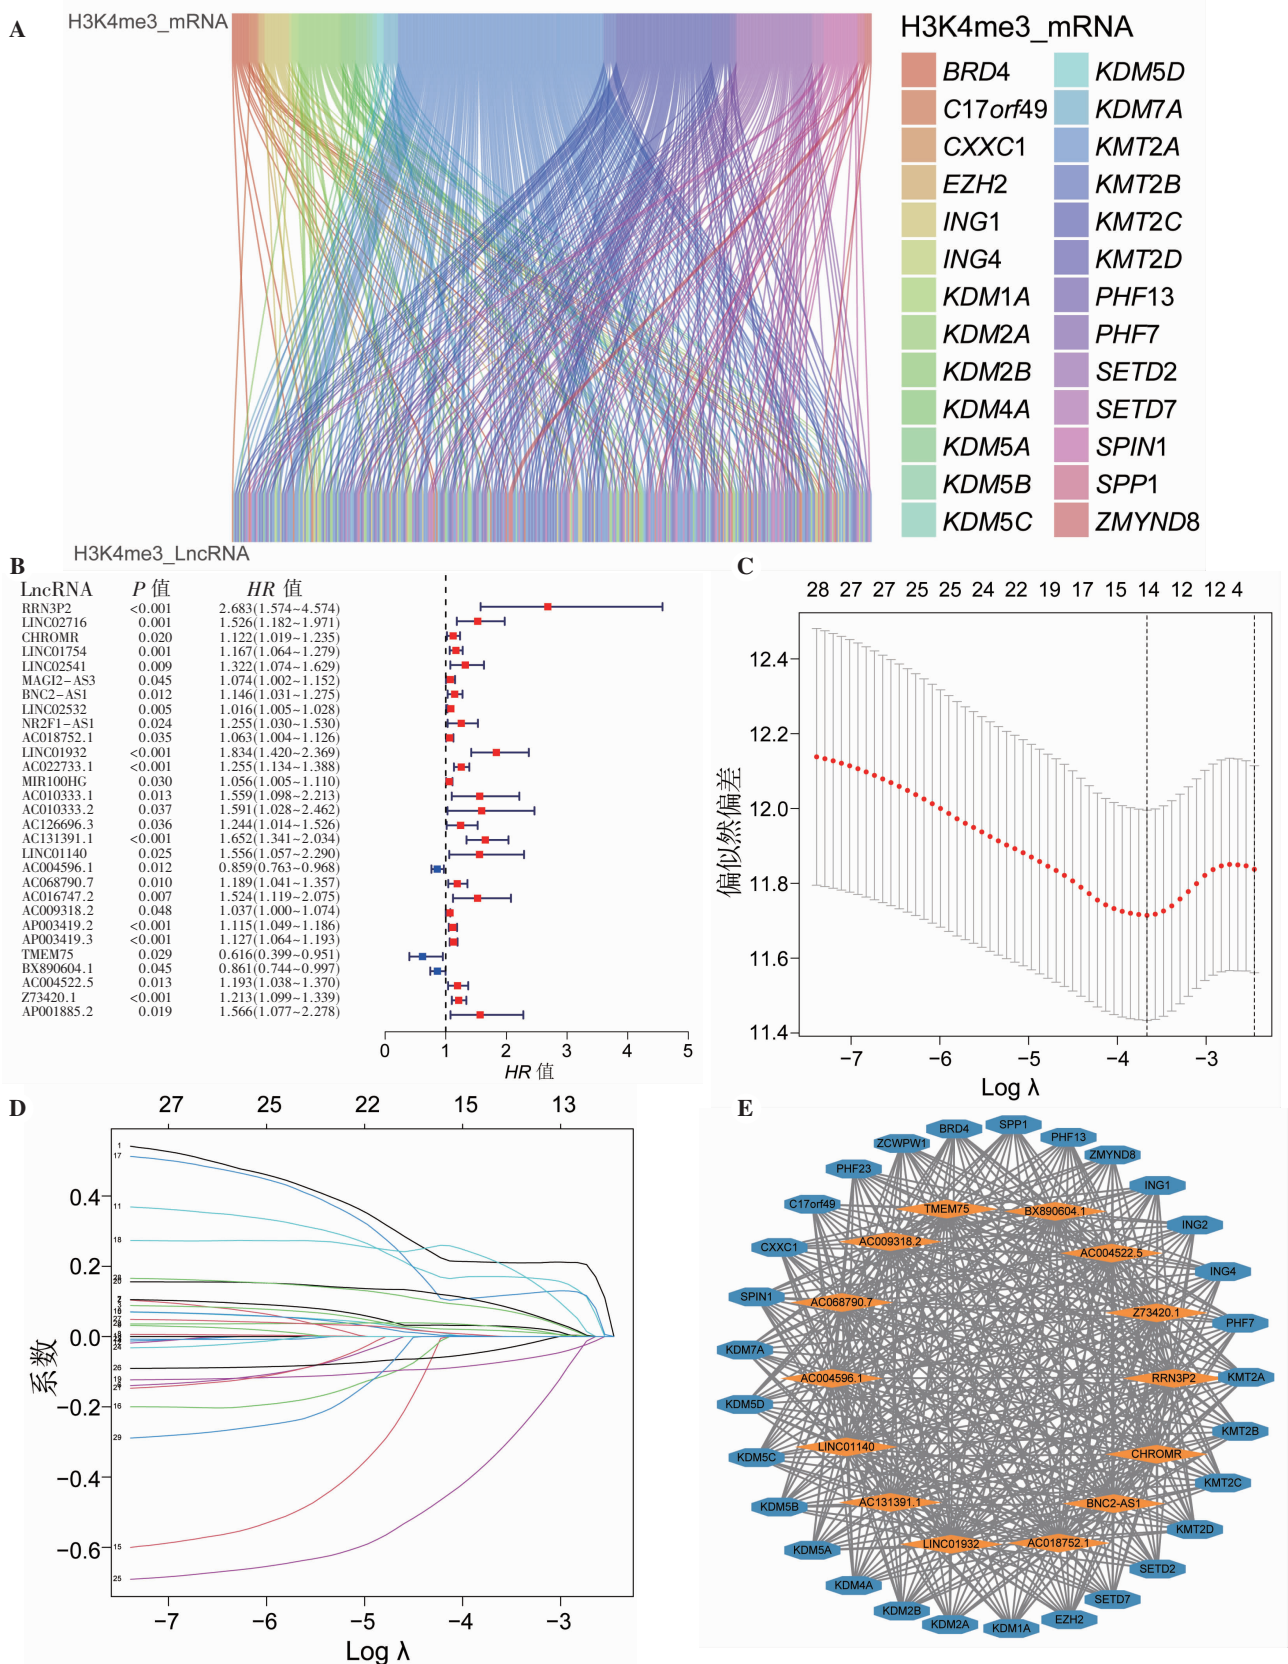 A
H3K4me3_mRNA
H3K4me3_LncRNA
H3K4me3_mRNA
BRD4
C17orf49
CXXC1
EZH2
ING1
ING4
KDM1A
KDM2A
KDM2B
KDM4A
KDM5A
KDM5B
KDM5C
KDM5D
KDM7A
KMT2A
KMT2B
KMT2C
KMT2D
PHF13
PHF7
SETD2
SETD7
SPIN1
SPP1
ZMYND8
B
LncRNA P 值 HR 值
RRN3P2 <0.001 2.683(1.574~4.574)
LINC02716 0.001 1.526(1.182~1.971)
CHROMR 0.020 1.122(1.019~1.235)
LINC01754 0.001 1.167(1.064~1.279)
LINC02541 0.009 1.322(1.074~1.629)
MAGI2-AS3 0.045 1.074(1.002~1.152)
BNC2-AS1 0.012 1.146(1.031~1.275)
LINC02532 0.005 1.016(1.005~1.028)
NR2F1-AS1 0.024 1.255(1.030~1.530)
AC018752.1 0.035 1.063(1.004~1.126)
LINC01932 <0.001 1.834(1.420~2.369)
AC022733.1 <0.001 1.255(1.134~1.388)
MIR100HG 0.030 1.056(1.005~1.110)
AC010333.1 0.013 1.559(1.098~2.213)
AC010333.2 0.037 1.591(1.028~2.462)
AC126696.3 0.036 1.244(1.014~1.526)
AC131391.1 <0.001 1.652(1.341~2.034)
LINC01140 0.025 1.556(1.057~2.290)
AC004596.1 0.012 0.859(0.763~0.968)
AC068790.7 0.010 1.189(1.041~1.357)
AC016747.2 0.007 1.524(1.119~2.075)
AC009318.2 0.048 1.037(1.000~1.074)
AP003419.2 <0.001 1.115(1.049~1.186)
AP003419.3 <0.001 1.127(1.064~1.193)
TMEM75 0.029 0.616(0.399~0.951)
BX890604.1 0.045 0.861(0.744~0.997)
AC004522.5 0.013 1.193(1.038~1.370)
Z73420.1 <0.001 1.213(1.099~1.339)
AP001885.2 0.019 1.566(1.077~2.278)
0 1 2 3 4 5
HR 值
C
28 27 27 25 25 24 22 19 17 15 14 12 12 4
12.4
12.2
12.0
11.8
11.6
11.4
偏似然偏差
−7 −6 −5 −4 −3
Log λ
D
27 25 22 15 13
0.4
0.2
0.0
−0.2
−0.4
−0.6
系数
1
17
11
18
20
27
24
26
19
21
16
29
15
25
−7 −6 −5 −4 −3
Log λ
E
SPP1
BRD4
PHF13
ZCWPW1
ZMYND8
PHF23
ING1
C17orf49
TMEM75
BX890604.1
ING2
CXXC1
AC009318.2
AC004522.5
ING4
SPIN1
AC068790.7
Z73420.1
PHF7
KDM7A
AC004596.1
RRN3P2
KMT2A
KDM5D
KMT2B
KDM5C
LINC01140
CHROMR
KMT2C
KDM5B
AC131391.1
BNC2-AS1
KMT2D
KDM5A
LINC01932
AC018752.1
SETD2
KDM4A
SETD7
KDM2B
KDM2A
KDM1A
EZH2